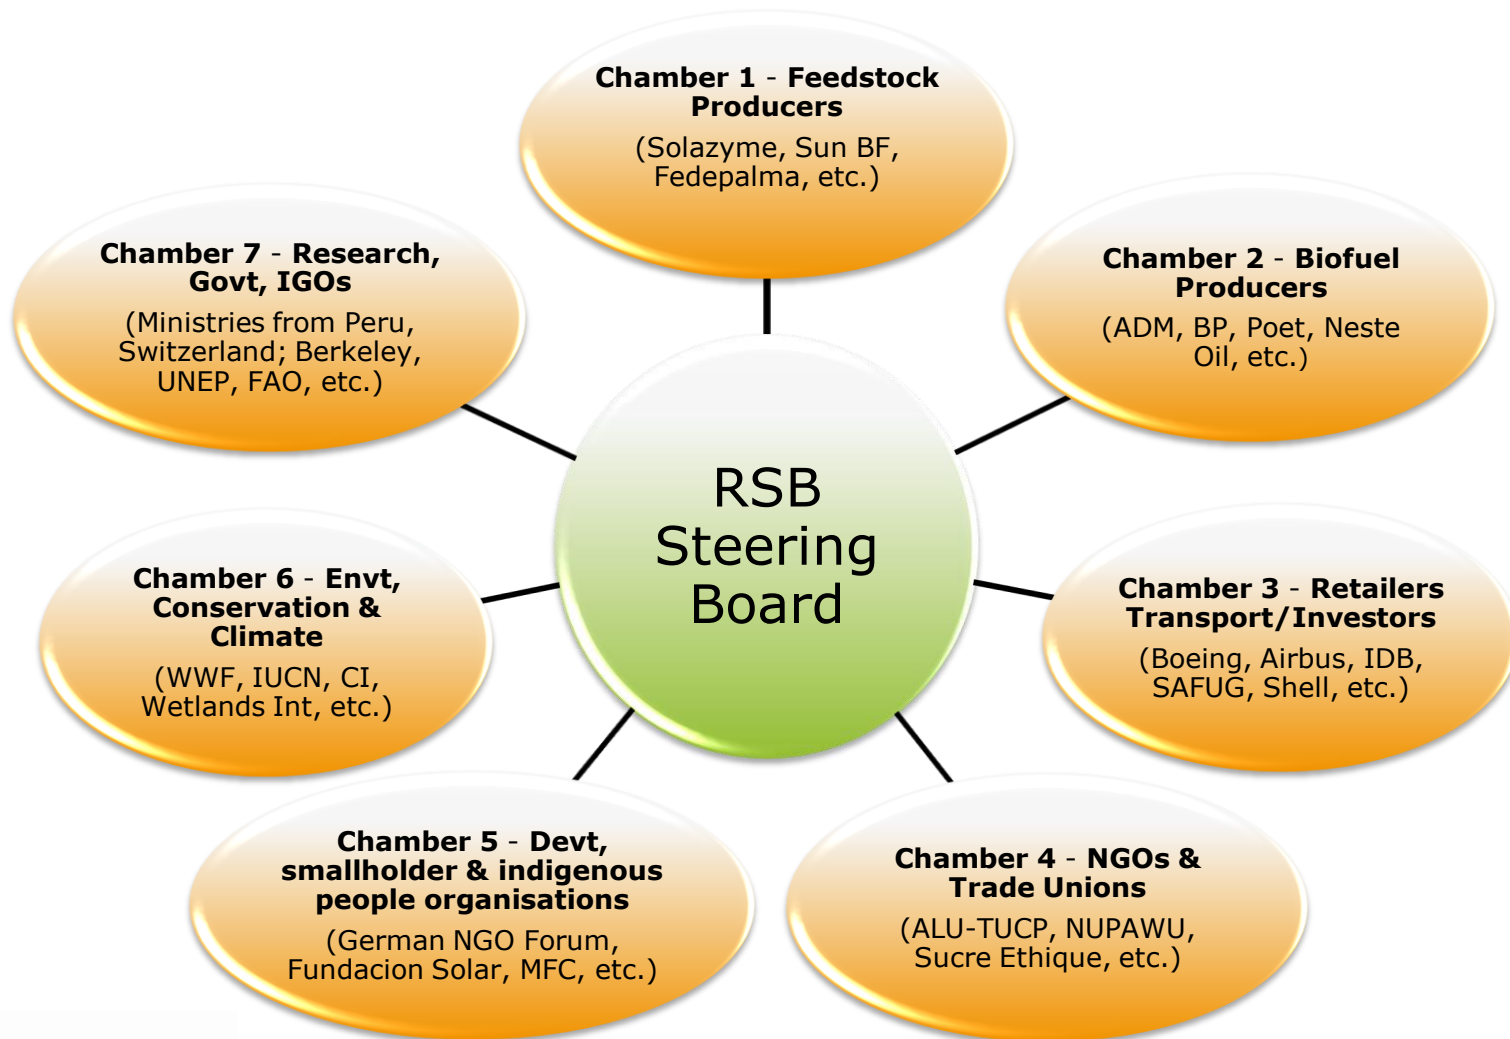 Chamber 1 - Feedstock
Producers
(Solazyme, Sun BF,
Fedepalma, etc.)
Chamber 2 - Biofuel
Producers
(ADM, BP, Poet, Neste
Oil, etc.)
Chamber 3 - Retailers
Transport/Investors
(Boeing, Airbus, IDB,
SAFUG, Shell, etc.)
Chamber 4 - NGOs &
Trade Unions
(ALU-TUCP, NUPAWU,
Sucre Ethique, etc.)
Chamber 5 - Devt,
smallholder & indigenous
people organisations
(German NGO Forum,
Fundacion Solar, MFC, etc.)
Chamber 6 - Envt,
Conservation &
Climate
(WWF, IUCN, CI,
Wetlands Int, etc.)
Chamber 7 - Research,
Govt, IGOs
(Ministries from Peru,
Switzerland; Berkeley,
UNEP, FAO, etc.)
RSB
Steering
Board